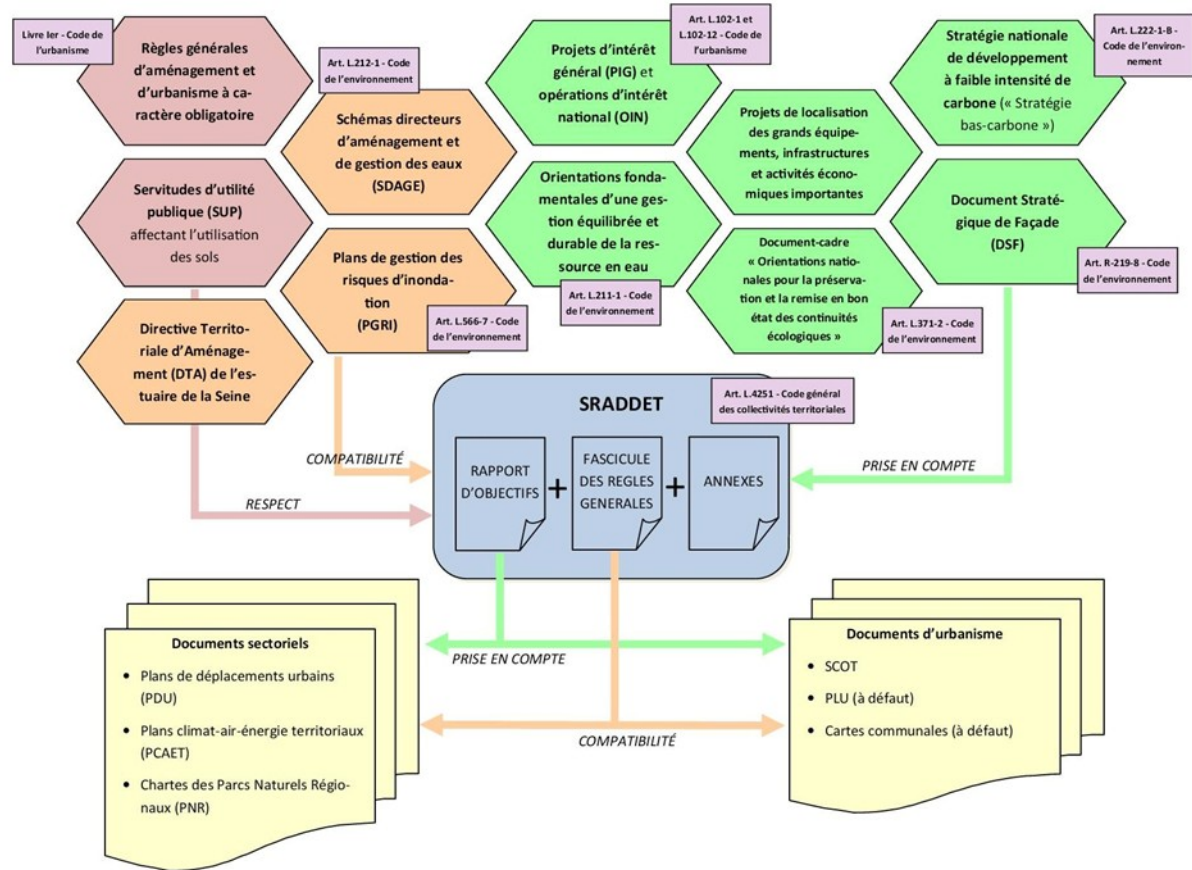 Livre Ier - Code de
l'urbanisme
Règles générales
d'aménagement et
d'urbanisme à ca-
ractère obligatoire
Art. L.212-1 - Code
de l'environnement
Schémas directeurs
d'aménagement et
de gestion des eaux
(SDAGE)
Projets d'intérêt
général (PIG) et
opérations d'intérêt
national (OIN)
Art. L.102-1 et
L.102-12 - Code de
l'urbanisme
Projets de localisation
des grands équipe-
ments, infrastructures
et activités écono-
miques importantes
Stratégie nationale
de développement
à faible intensité de
carbone (« Stratégie
bas-carbone »)
Art. L.222-1-B -
Code de l'environ-
nement
Servitudes d'utilité
publique (SUP)
affectant l'utilisation
des sols
Plans de gestion des
risques d'inonda-
tion
(PGRI)
Art. L.566-7 - Code
de l'environnement
Orientations fonda-
mentales d'une ges-
tion équilibrée et
durable de la res-
source en eau
Art. L.211-1 - Code
de l'environnement
Document-cadre
« Orientations natio-
nales pour la préserva-
tion et la remise en bon
état des continuités
écologiques »
Art. L.371-2 - Code
de l'environnement
Document Straté-
gique de Façade
(DSF)
Art. R-219-8 - Code
de l'environnement
Directive Territo-
riale d'Aménage-
ment (DTA) de l'es-
tuaire de la Seine
SRADDET
Art. L.4251 - Code général
des collectivités territoriales
COMPATIBILITÉ
RESPECT
PRISE EN COMPTE
RAPPORT
D'OBJECTIFS
+
FASCICULE
DES REGLES
GENERALES
+
ANNEXES
Documents sectoriels
• Plans de déplacements urbains
(PDU)
• Plans climat-air-énergie territoriaux
(PCAET)
• Chartes des Parcs Naturels Régio-
naux (PNR)
PRISE EN COMPTE
COMPATIBILITÉ
Documents d'urbanisme
• SCOT
• PLU (à défaut)
• Cartes communales (à défaut)